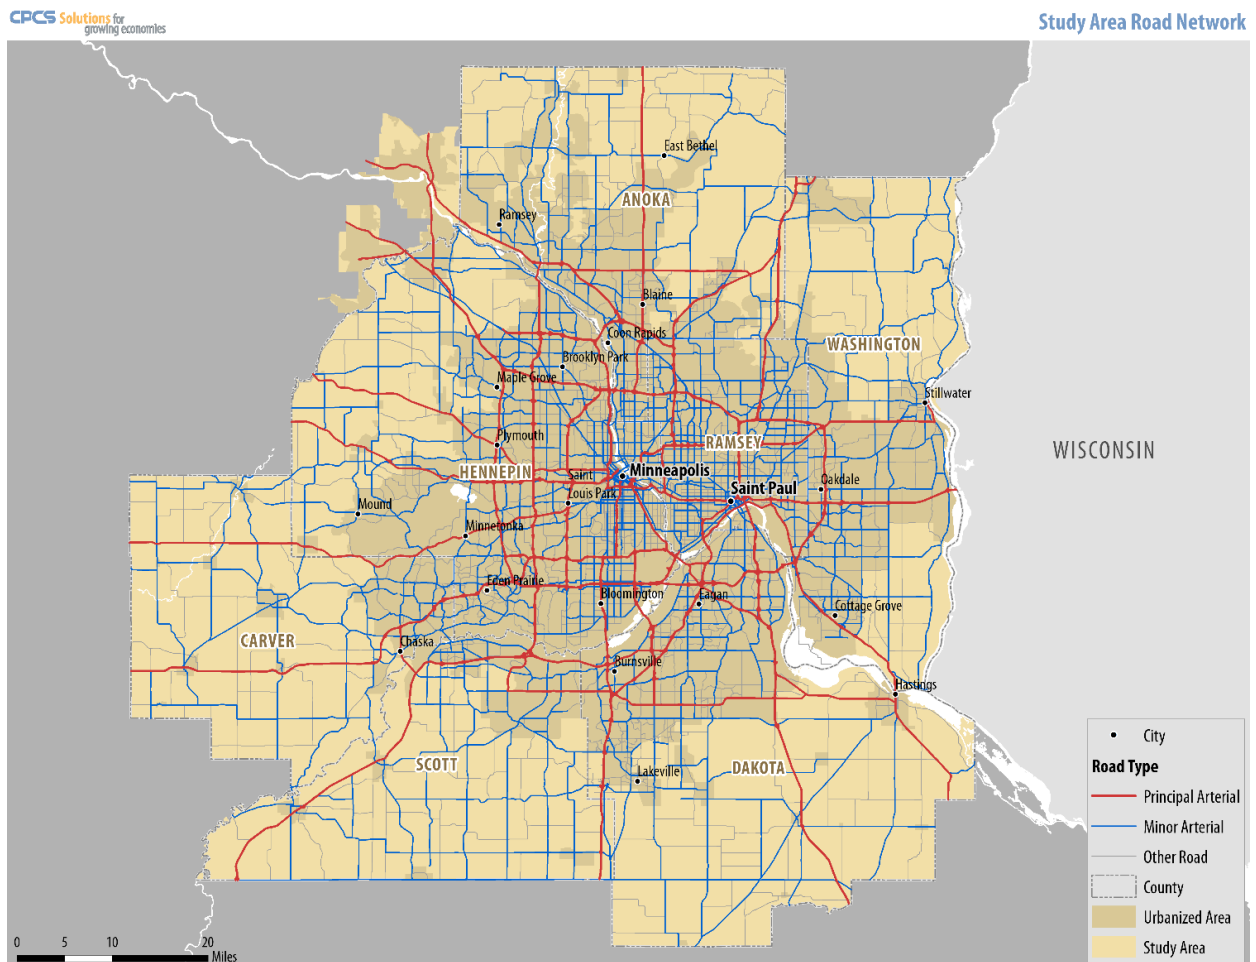 CPCS Solutions for
growing economies
Study Area Road Network
East Bethel
ANOKA
Ramsey
Blaine
Coon Rapids
WASHINGTON
Brooklyn Park
Maple Grove
Stillwater
Plymouth
RAMSEY
WISCONSIN
HENNEPIN
Minneapolis
Saint
Louis Park
Saint Paul
Oakdale
Mound
Minnetonka
Eden Prairie
Bloomington
Eagan
Cottage Grove
CARVER
Chaska
Burnsville
Hastings
SCOTT
DAKOTA
Lakeville
City
Road Type
Principal Arterial
Minor Arterial
Other Road
County
Urbanized Area
Study Area
0 5 10 20
Miles